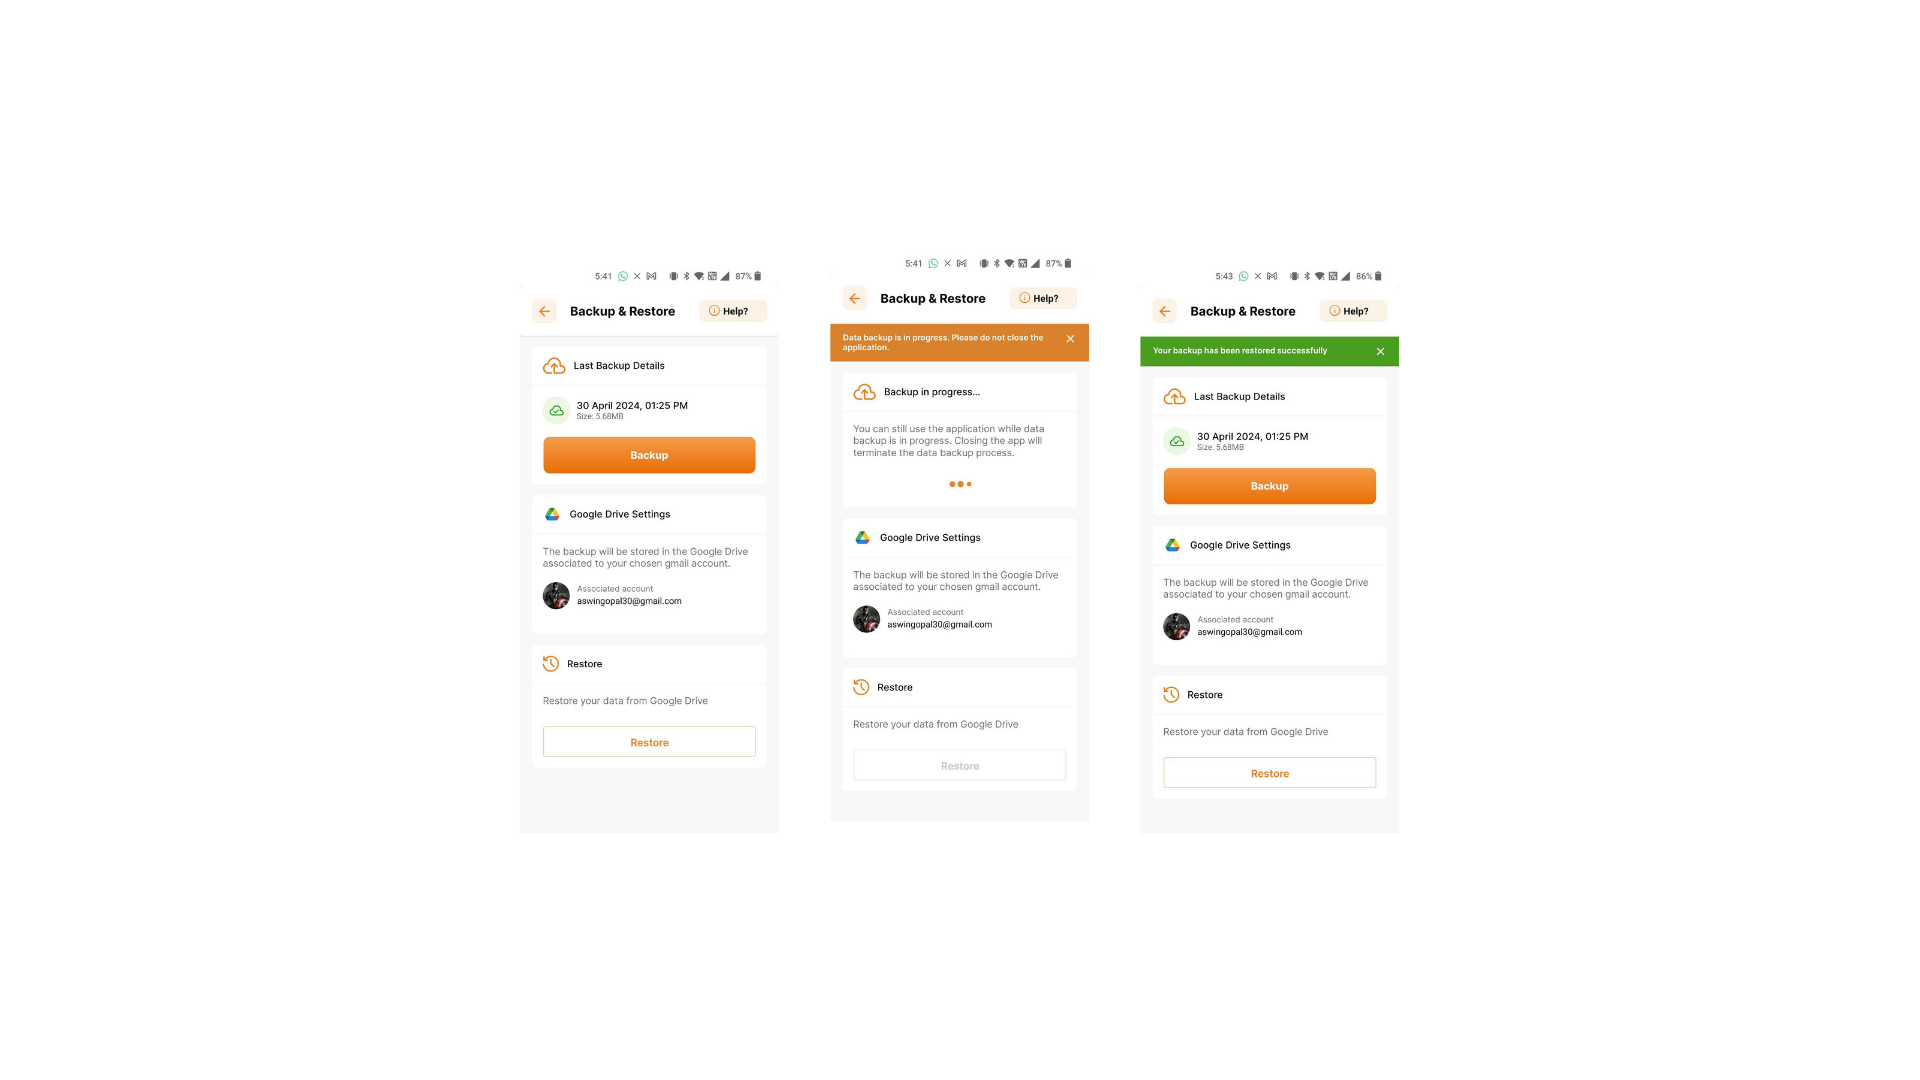 5:41 87%
Backup & Restore Help?
Last Backup Details
30 April 2024, 01:25 PM
Size: 5.68MB
Backup
Google Drive Settings
The backup will be stored in the Google Drive
associated to your chosen gmail account.
Associated account
aswingopal30@gmail.com
Restore
Restore your data from Google Drive
Restore
5:41 87%
Backup & Restore Help?
Data backup is in progress. Please do not close the
application.
Backup in progress...
You can still use the application while data
backup is in progress. Closing the app will
terminate the data backup process.
Google Drive Settings
The backup will be stored in the Google Drive
associated to your chosen gmail account.
Associated account
aswingopal30@gmail.com
Restore
Restore your data from Google Drive
Restore
5:43 86%
Backup & Restore Help?
Your backup has been restored successfully
Last Backup Details
30 April 2024, 01:25 PM
Size: 5.68MB
Backup
Google Drive Settings
The backup will be stored in the Google Drive
associated to your chosen gmail account.
Associated account
aswingopal30@gmail.com
Restore
Restore your data from Google Drive
Restore